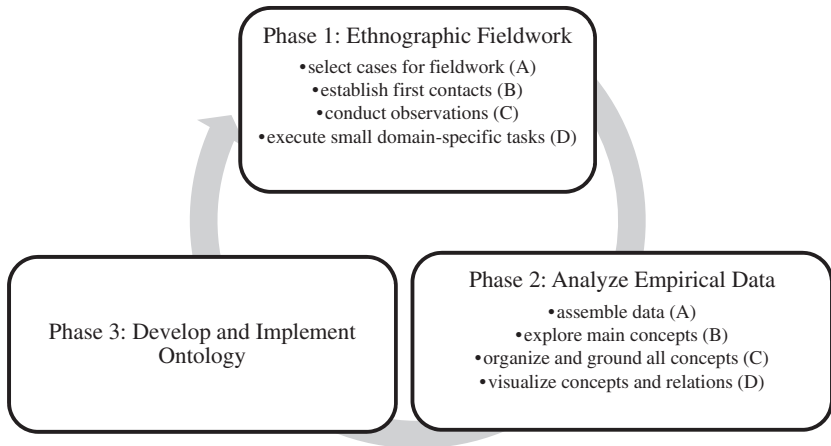 Phase 1: Ethnographic Fieldwork
•select cases for fieldwork (A)
•establish first contacts (B)
•conduct observations (C)
•execute small domain-specific tasks (D)
Phase 2: Analyze Empirical Data
•assemble data (A)
•explore main concepts (B)
•organize and ground all concepts (C)
•visualize concepts and relations (D)
Phase 3: Develop and Implement
Ontology